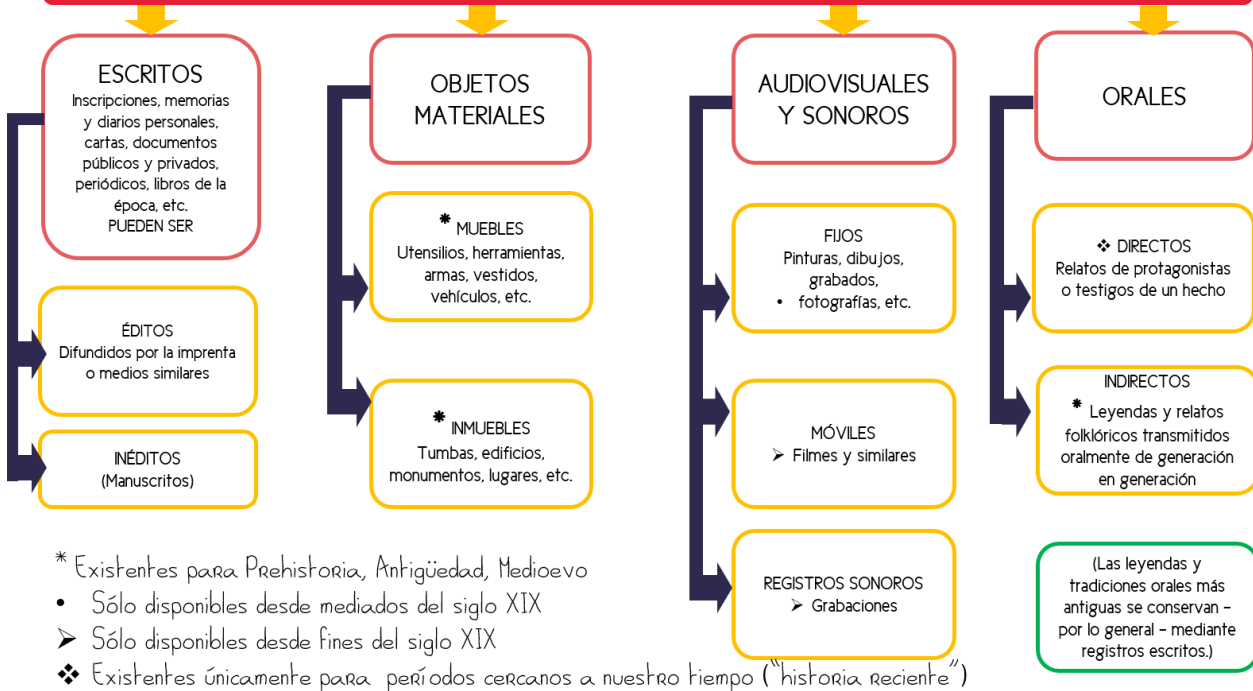 ESCRITOS
Inscripciones, memorias
y diarios personales,
cartas, documentos
públicos y privados,
periódicos, libros de la
época, etc.
PUEDEN SER
ÉDITOS
Difundidos por la imprenta
o medios similares
INÉDITOS
(Manuscritos)
OBJETOS
MATERIALES
* MUEBLES
Utensilios, herramientas,
armas, vestidos,
vehículos, etc.
* INMUEBLES
Tumbas, edificios,
monumentos, lugares, etc.
AUDIOVISUALES
Y SONOROS
FIJOS
Pinturas, dibujos,
grabados,
• fotografías, etc.
MÓVILES
➢ Filmes y similares
REGISTROS SONOROS
➢ Grabaciones
ORALES
❖ DIRECTOS
Relatos de protagonistas
o testigos de un hecho
INDIRECTOS
* Leyendas y relatos
folklóricos transmitidos
oralmente de generación
en generación
(Las leyendas y
tradiciones orales más
antiguas se conservan –
por lo general – mediante
registros escritos.)
* Existentes para Prehistoria, Antigüedad, Medioevo
• Sólo disponibles desde mediados del siglo XIX
➢ Sólo disponibles desde fines del siglo XIX
❖ Existentes únicamente para períodos cercanos a nuestro tiempo ("historia reciente")